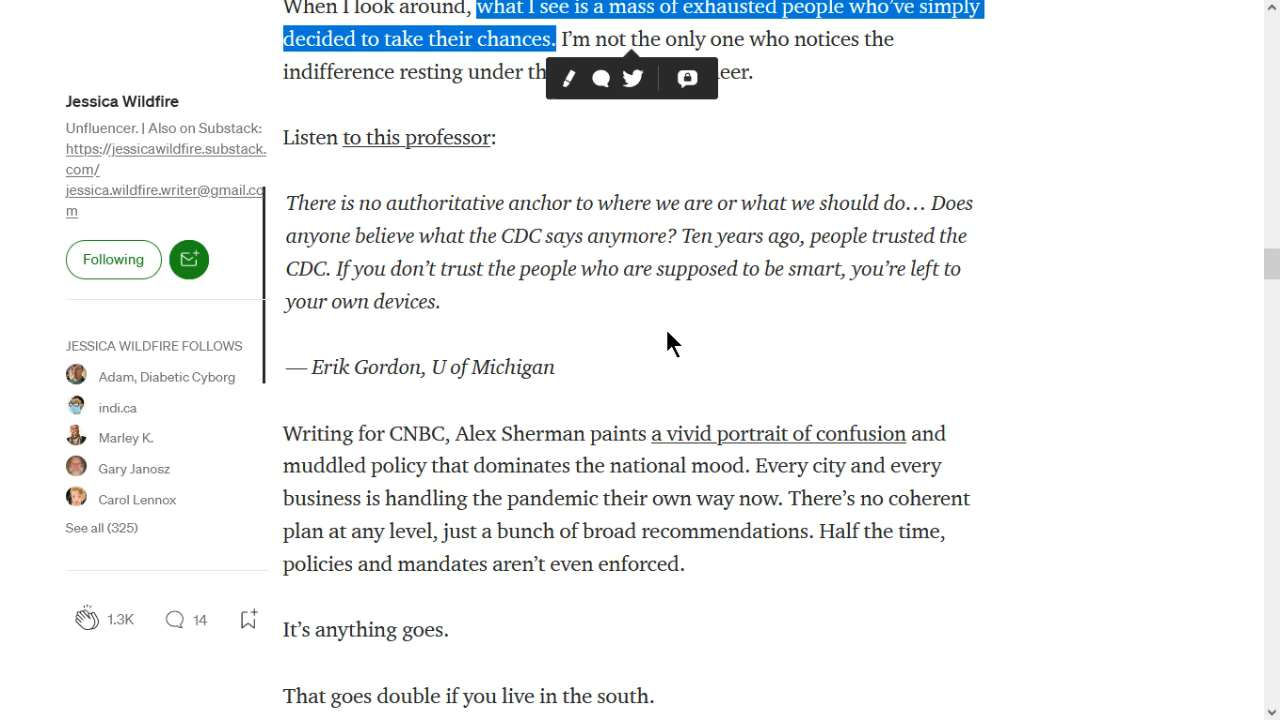 When I look around, what I see is a mass of exhausted people who've simply
decided to take their chances. I'm not the only one who notices the
indifference resting under th eer.
Jessica Wildfire
Unfluencer. | Also on Substack:
https://jessicawildfire.substack.
com/
jessica.wildfire.writer@gmail.co
m
Following
JESSICA WILDFIRE FOLLOWS
Adam, Diabetic Cyborg
indi.ca
Marley K.
Gary Janosz
Carol Lennox
See all (325)
1.3K 14
Listen to this professor:
There is no authoritative anchor to where we are or what we should do… Does
anyone believe what the CDC says anymore? Ten years ago, people trusted the
CDC. If you don't trust the people who are supposed to be smart, you're left to
your own devices.
— Erik Gordon, U of Michigan
Writing for CNBC, Alex Sherman paints a vivid portrait of confusion and
muddled policy that dominates the national mood. Every city and every
business is handling the pandemic their own way now. There's no coherent
plan at any level, just a bunch of broad recommendations. Half the time,
policies and mandates aren't even enforced.
It's anything goes.
That goes double if you live in the south.